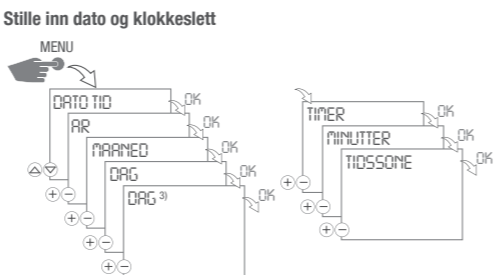 Stille inn dato og klokkeslett
MENU
DATO TID
OK
AR
OK
MAANED
OK
DAG
OK
DAG 3)
OK
TIMER
OK
MINUTTER
OK
TIDSSONE
OK